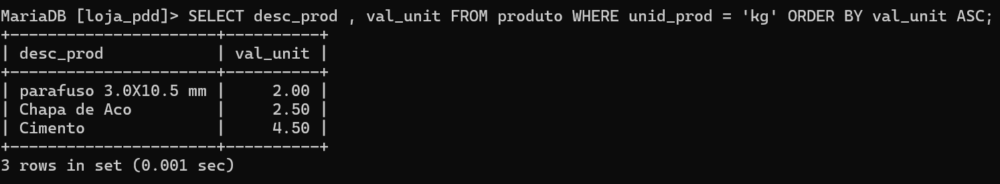 MariaDB [loja_pdd]> SELECT desc_prod , val_unit FROM produto WHERE unid_prod = 'kg' ORDER BY val_unit ASC;
+----------------------+----------+
| desc_prod            | val_unit |
+----------------------+----------+
| parafuso 3.0X10.5 mm |     2.00 |
| Chapa de Aco         |     2.50 |
| Cimento              |     4.50 |
+----------------------+----------+
3 rows in set (0.001 sec)